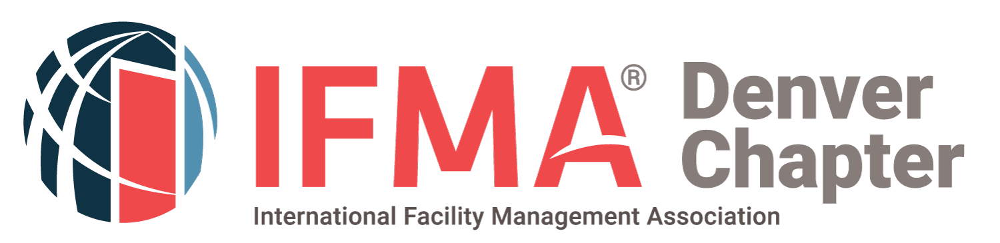 IFMA®
Denver
Chapter
International Facility Management Association